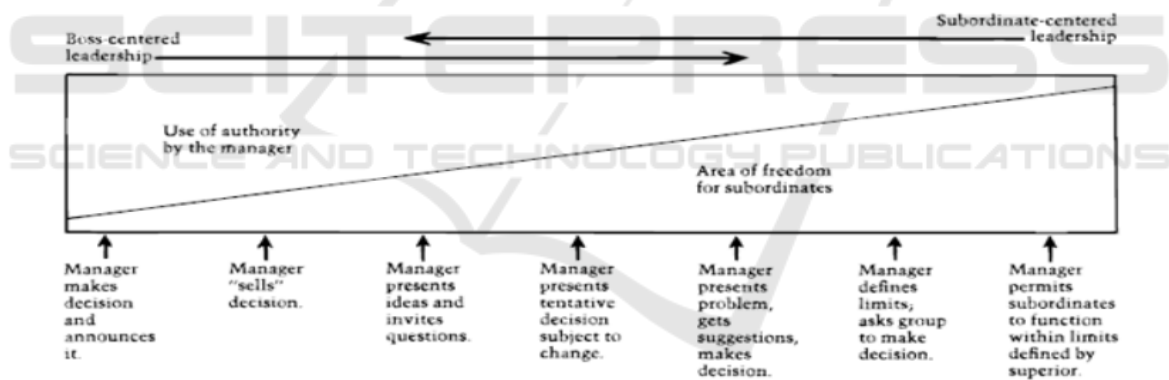 SCITEPRESS
SCIENCE AND TECHNOLOGY PUBLICATIONS
Boss-centered
leadership
Subordinate-centered
leadership
Use of authority
by the manager
Area of freedom
for subordinates
Manager
makes
decision
and
announces
it.
Manager
"sells"
decision.
Manager
presents
ideas and
invites
questions.
Manager
presents
tentative
decision
subject to
change.
Manager
presents
problem,
gets
suggestions,
makes
decision.
Manager
defines
limits;
asks group
to make
decision.
Manager
permits
subordinates
to function
within limits
defined by
superior.